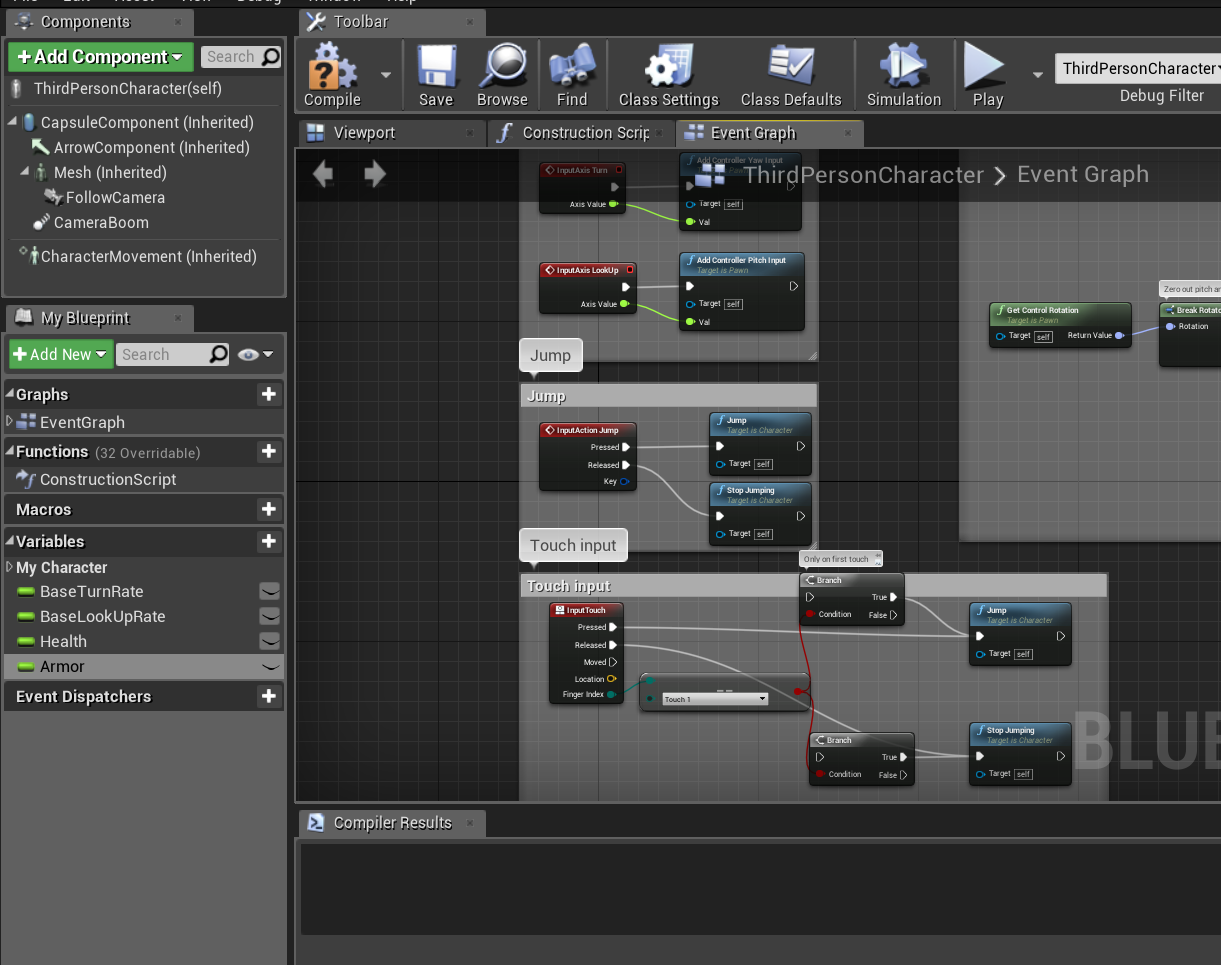 Components
Toolbar
Add Component
Search
ThirdPersonCharacter(self)
CapsuleComponent (Inherited)
ArrowComponent (Inherited)
Mesh (Inherited)
FollowCamera
CameraBoom
CharacterMovement (Inherited)
My Blueprint
Add New
Search
Graphs
EventGraph
Functions (32 Overridable)
ConstructionScript
Macros
Variables
My Character
BaseTurnRate
BaseLookUpRate
Health
Armor
Event Dispatchers
Compile
Save
Browse
Find
Class Settings
Class Defaults
Simulation
Play
ThirdPersonCharacter
Debug Filter
Viewport
Construction Scrip
Event Graph
ThirdPersonCharacter > Event Graph
InputAxis Turn
Axis Value
Add Controller Yaw Input
Target is Pawn
Target self
Val
InputAxis LookUp
Axis Value
Add Controller Pitch Input
Target is Pawn
Target self
Val
Get Control Rotation
Target is Pawn
Target self
Return Value
Zero out pitch
Break Rotato
Rotation
Jump
Jump
InputAction Jump
Pressed
Released
Key
Jump
Target is Character
Target self
Stop Jumping
Target is Character
Target self
Touch input
Touch input
Only on first touch
InputTouch
Pressed
Released
Moved
Location
Finger Index
Touch 1
==
Branch
True
Condition
False
Jump
Target is Character
Target self
Branch
True
Condition
False
Stop Jumping
Target is Character
Target self
BLUE
Compiler Results